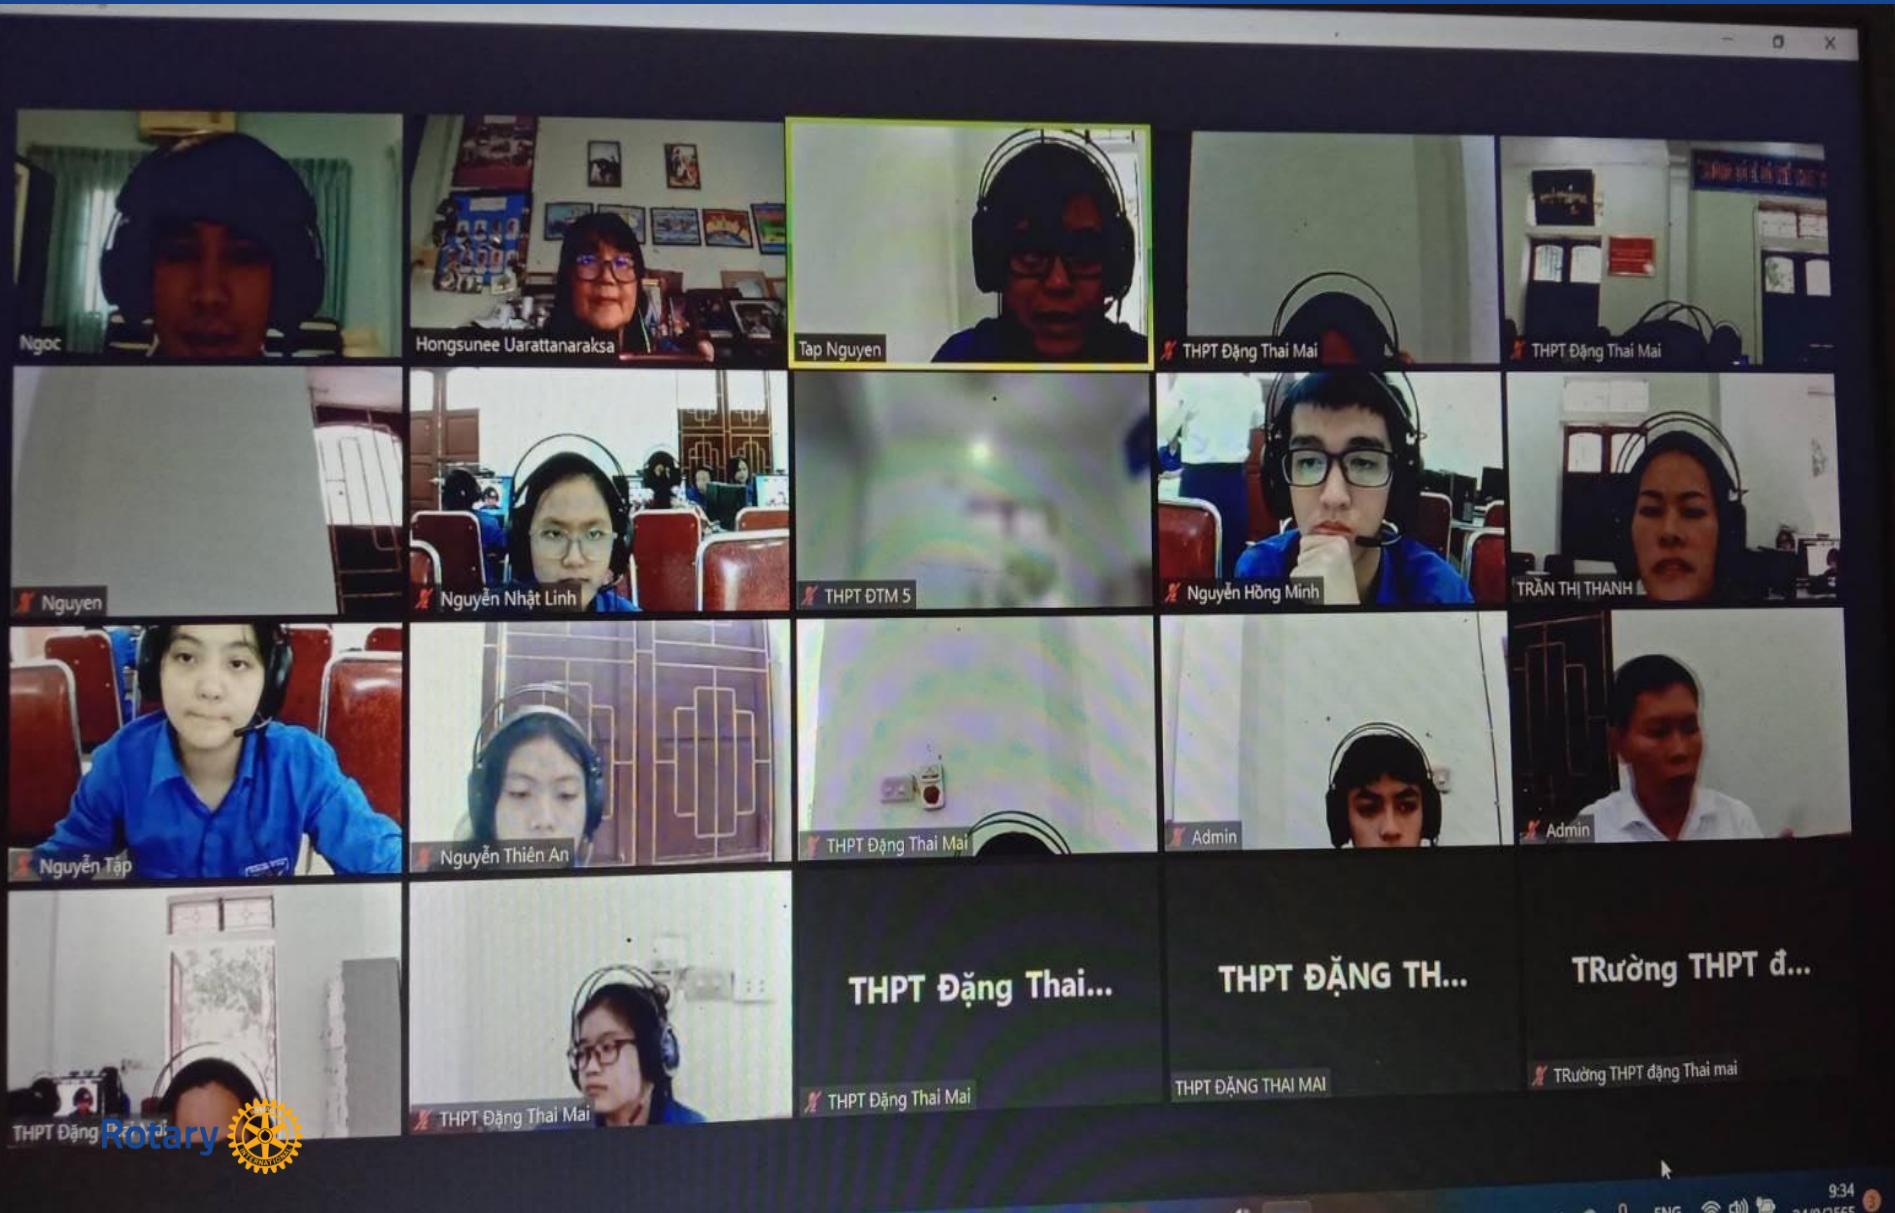 Ngoc
Hongsunee Uarattanaraksa
Tap Nguyen
THPT Đặng Thai Mai
THPT Đặng Thai Mai
Nguyen
Nguyễn Nhật Linh
THPT ĐTM 5
Nguyễn Hồng Minh
TRẦN THỊ THANH
Nguyễn Tập
Nguyễn Thiên An
THPT Đặng Thai Mai
Admin
Admin
THPT Đặng
THPT Đặng Thai Mai
THPT Đặng Thai...
THPT Đặng Thai Mai
THPT ĐẶNG TH...
THPT ĐẶNG THAI MAI
TRường THPT đ...
TRường THPT đặng Thai mai
Rotary
ROTARY INTERNATIONAL
ENG
9:34